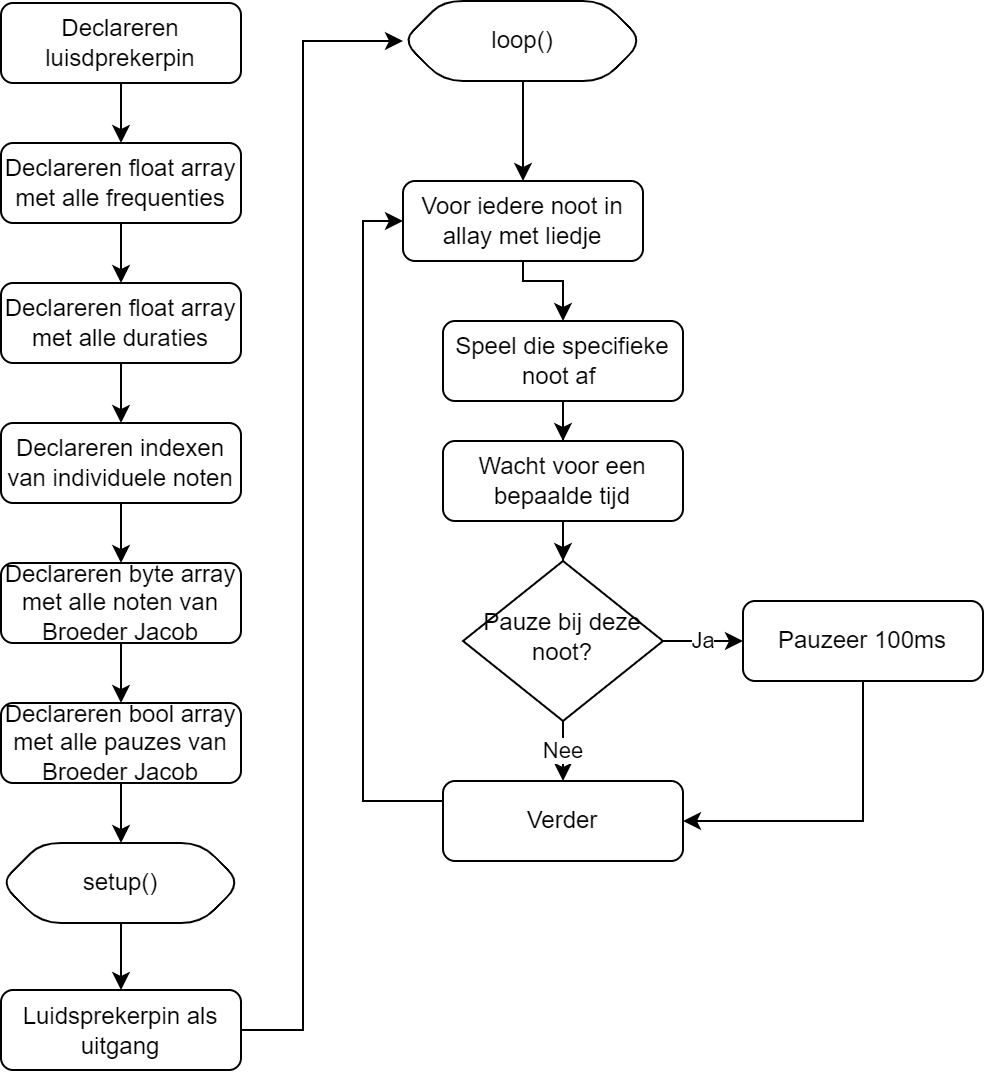 Declareren
luisdprekerpin
Declareren float array
met alle frequenties
Declareren float array
met alle duraties
Declareren indexen
van individuele noten
Declareren byte array
met alle noten van
Broeder Jacob
Declareren bool array
met alle pauzes van
Broeder Jacob
setup()
Luidsprekerpin als
uitgang
loop()
Voor iedere noot in
allay met liedje
Speel die specifieke
noot af
Wacht voor een
bepaalde tijd
Pauze bij deze
noot?
Ja
Pauzeer 100ms
Nee
Verder